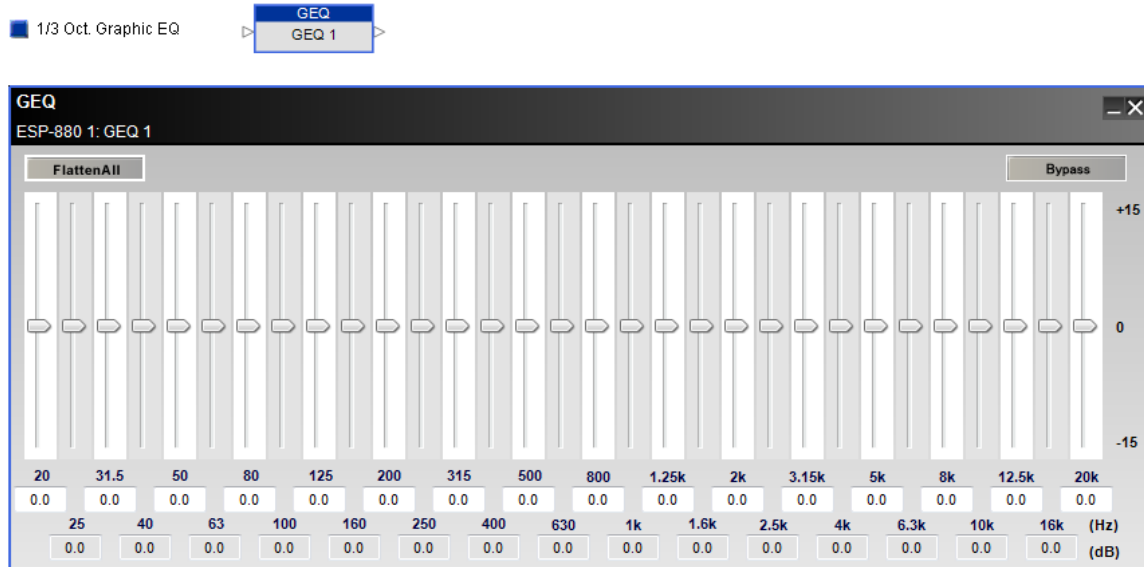 GEQ
1/3 Oct. Graphic EQ
GEQ 1
GEQ
ESP-880 1: GEQ 1
FlattenAll Bypass
+15
0
-15
20 31.5 50 80 125 200 315 500 800 1.25k 2k 3.15k 5k 8k 12.5k 20k
0.0 0.0 0.0 0.0 0.0 0.0 0.0 0.0 0.0 0.0 0.0 0.0 0.0 0.0 0.0 0.0
25 40 63 100 160 250 400 630 1k 1.6k 2.5k 4k 6.3k 10k 16k (Hz)
0.0 0.0 0.0 0.0 0.0 0.0 0.0 0.0 0.0 0.0 0.0 0.0 0.0 0.0 0.0 (dB)